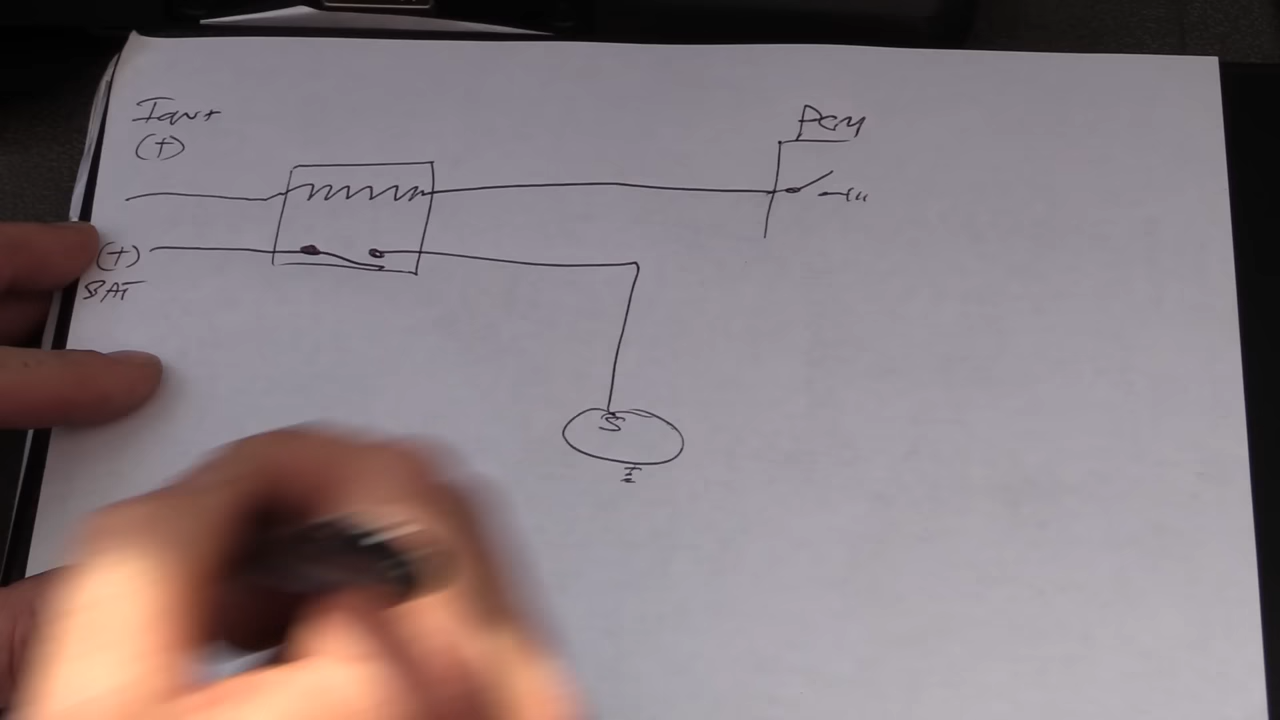 Ign+
(+)
PCM
(+)
BAT
S